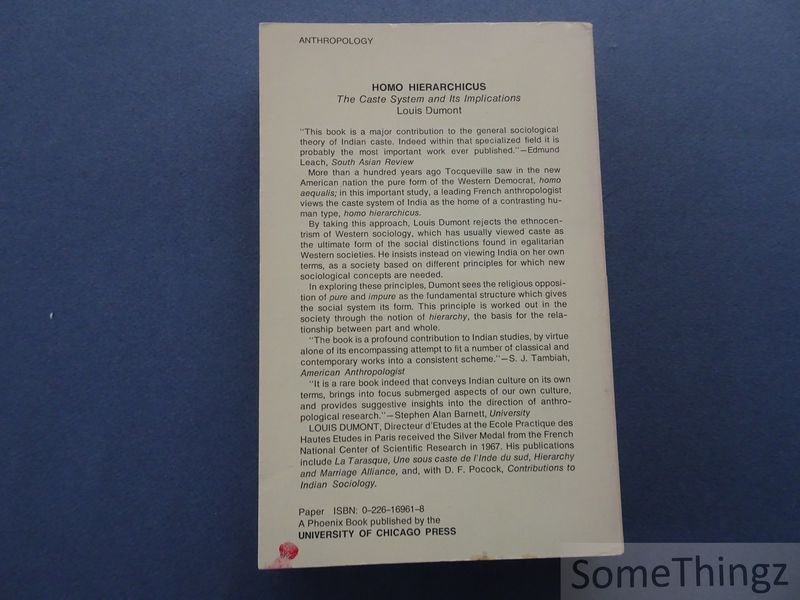 ANTHROPOLOGY
HOMO HIERARCHICUS
The Caste System and Its Implications
Louis Dumont
"This book is a major contribution to the general sociological
theory of Indian caste. Indeed within that specialized field it is
probably the most important work ever published."—Edmund
Leach, South Asian Review
More than a hundred years ago Tocqueville saw in the new
American nation the pure form of the Western Democrat, homo
aequalis; in this important study, a leading French anthropologist
views the caste system of India as the home of a contrasting hu-
man type, homo hierarchicus.
By taking this approach, Louis Dumont rejects the ethnocen-
trism of Western sociology, which has usually viewed caste as
the ultimate form of the social distinctions found in egalitarian
Western societies. He insists instead on viewing India on her own
terms, as a society based on different principles for which new
sociological concepts are needed.
In exploring these principles, Dumont sees the religious opposi-
tion of pure and impure as the fundamental structure which gives
the social system its form. This principle is worked out in the
society through the notion of hierarchy, the basis for the rela-
tionship between part and whole.
"The book is a profound contribution to Indian studies, by virtue
alone of its encompassing attempt to fit a number of classical and
contemporary works into a consistent scheme."—S. J. Tambiah,
American Anthropologist
"It is a rare book indeed that conveys Indian culture on its own
terms, brings into focus submerged aspects of our own culture,
and provides suggestive insights into the direction of anthro-
pological research."—Stephen Alan Barnett, University
LOUIS DUMONT, Directeur d'Etudes at the Ecole Practique des
Hautes Etudes in Paris received the Silver Medal from the French
National Center of Scientific Research in 1967. His publications
include La Tarasque, Une sous caste de l'Inde du sud, Hierarchy
and Marriage Alliance, and, with D. F. Pocock, Contributions to
Indian Sociology.
Paper ISBN: 0-226-16961-8
A Phoenix Book published by the
UNIVERSITY OF CHICAGO PRESS
SomeThingz